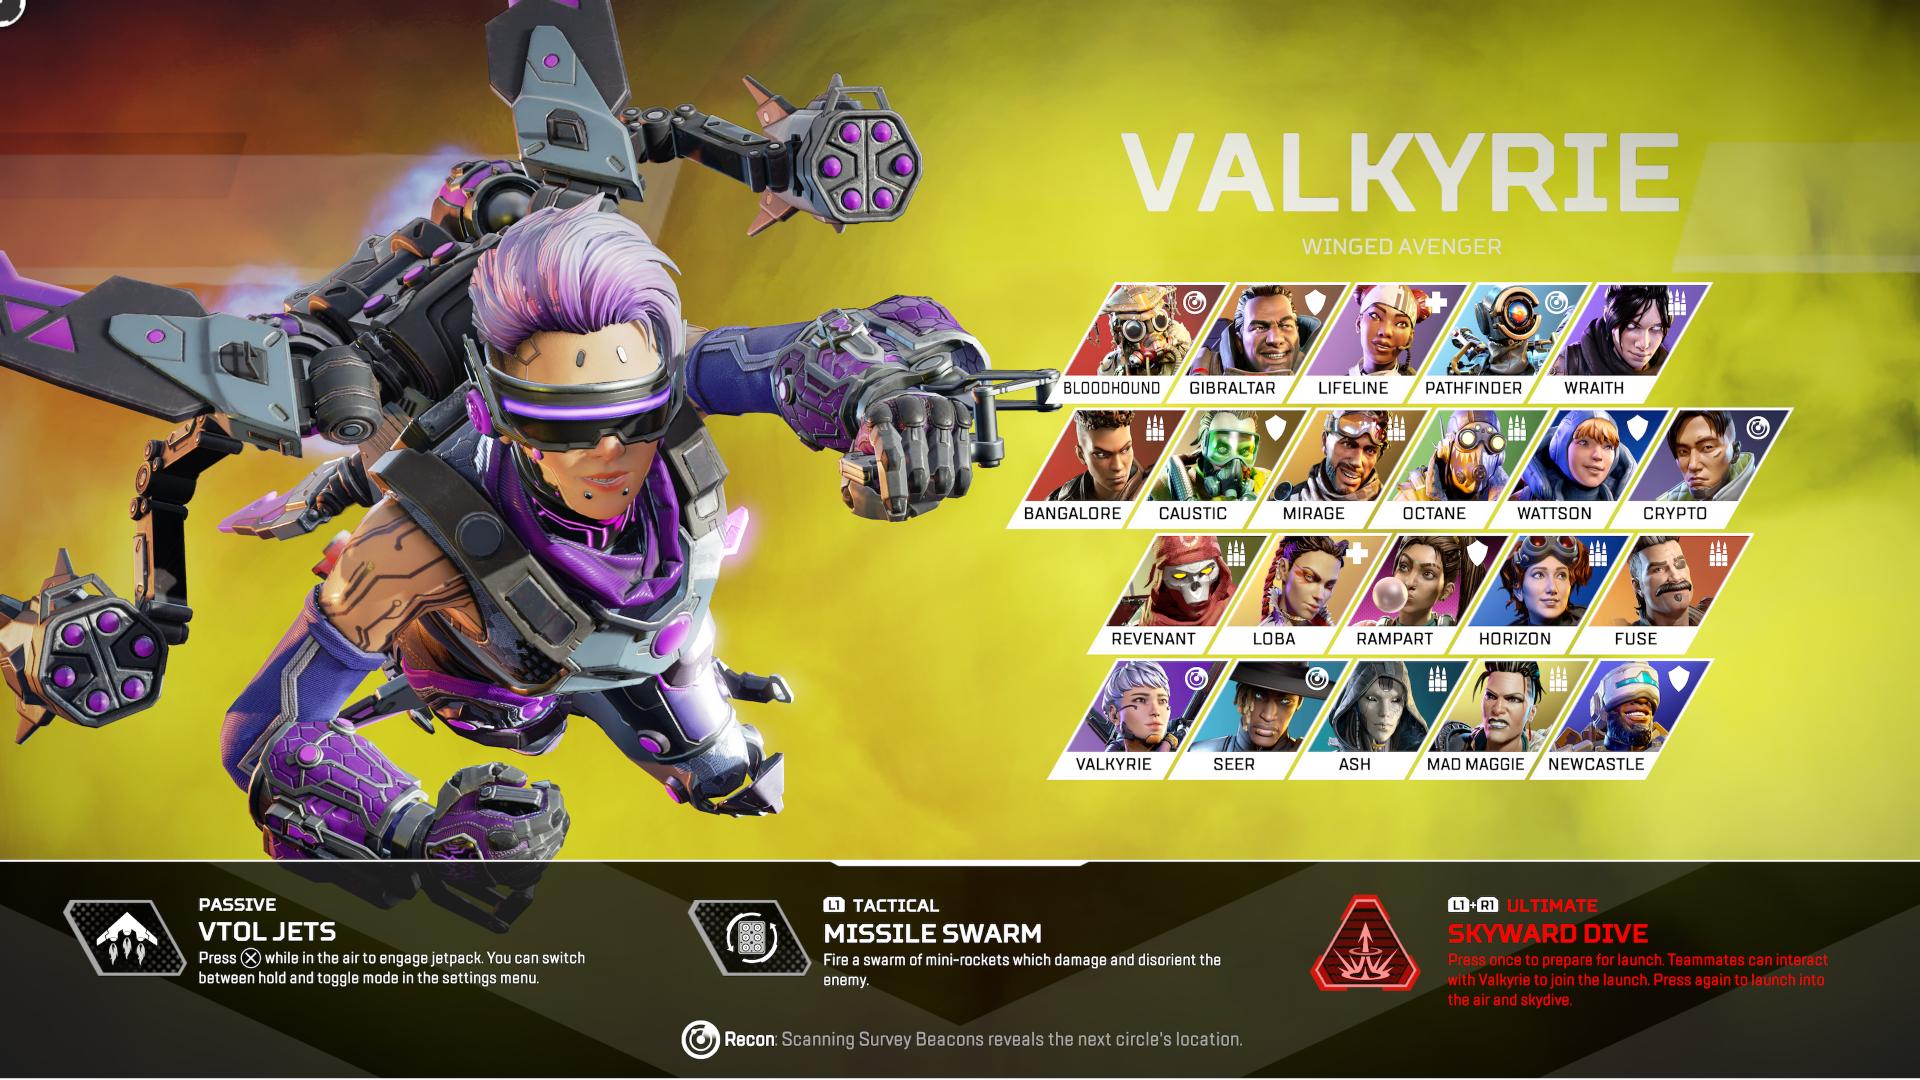 VALKYRIE
WINGED AVENGER
BLOODHOUND GIBRALTAR LIFELINE PATHFINDER WRAITH
BANGALORE CAUSTIC MIRAGE OCTANE WATTSON CRYPTO
REVENANT LOBA RAMPART HORIZON FUSE
VALKYRIE SEER ASH MAD MAGGIE NEWCASTLE
PASSIVE
VTOL JETS
Press ⓧ while in the air to engage jetpack. You can switch
between hold and toggle mode in the settings menu.
L1 TACTICAL
MISSILE SWARM
Fire a swarm of mini-rockets which damage and disorient the
enemy.
L1+R1 ULTIMATE
SKYWARD DIVE
Press once to prepare for launch. Teammates can interact
with Valkyrie to join the launch. Press again to launch into
the air and skydive.
Recon: Scanning Survey Beacons reveals the next circle's location.